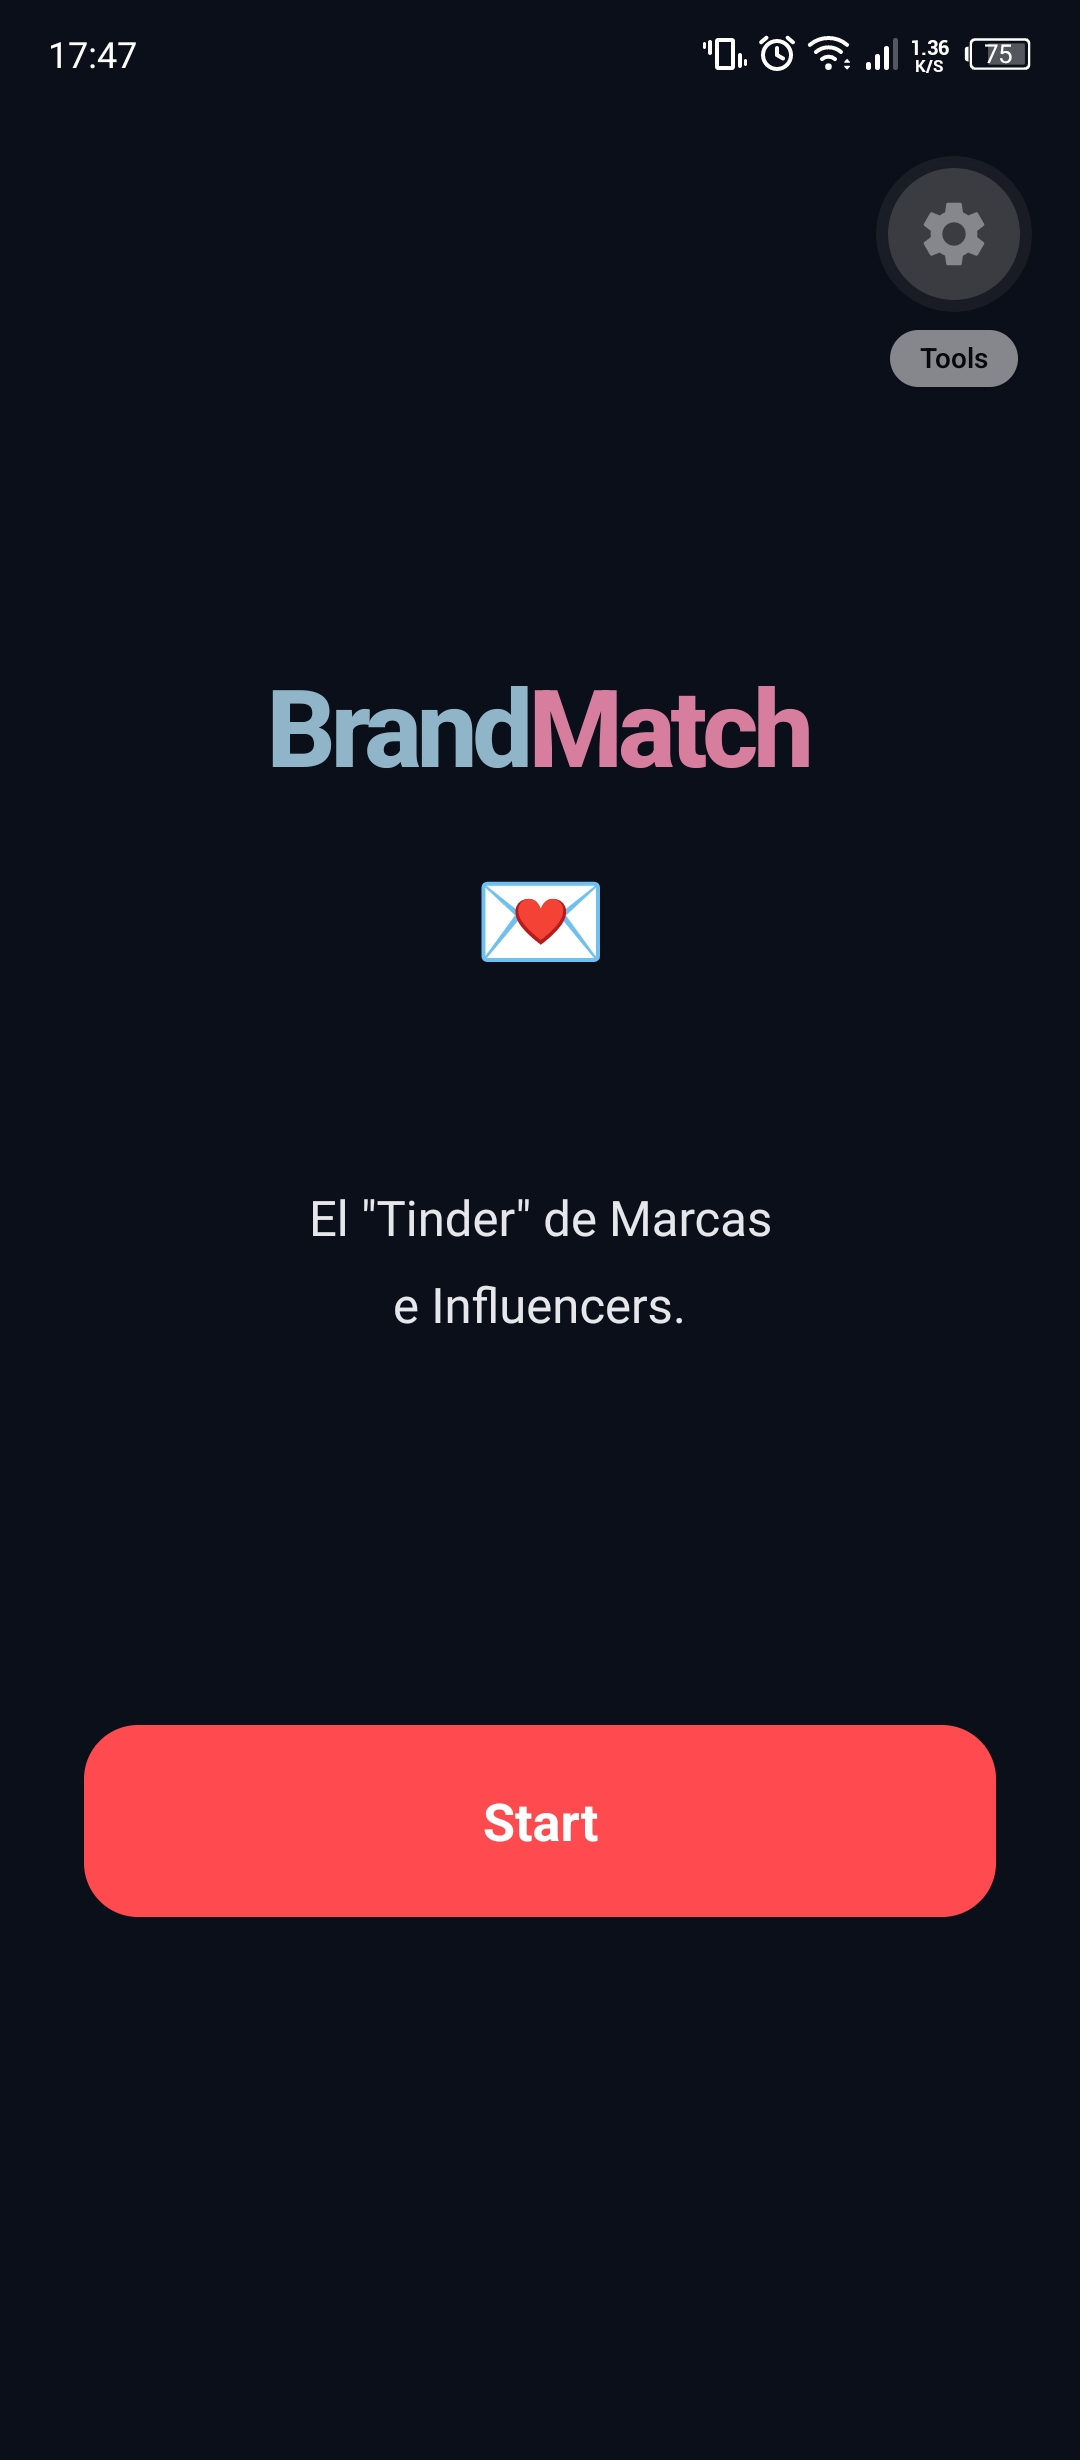 17:47
1.36
K/S
75
Tools
BrandMatch
El "Tinder" de Marcas
e Influencers.
Start